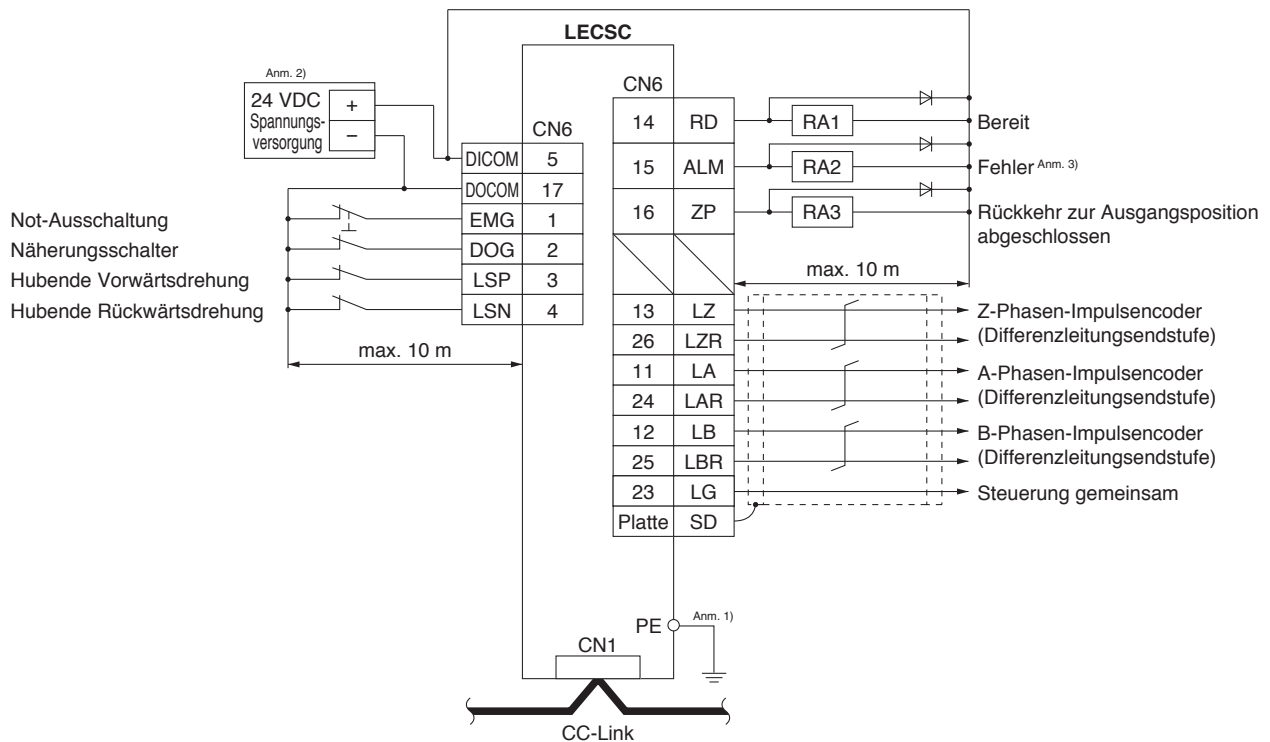 LECSC
Anm. 2)
24 VDC
Spannungs-
versorgung
+
−
CN6
DICOM 5
DOCOM 17
EMG 1
DOG 2
LSP 3
LSN 4
Not-Ausschaltung
Näherungsschalter
Hubende Vorwärtsdrehung
Hubende Rückwärtsdrehung
max. 10 m
CN6
14 RD RA1 Bereit
15 ALM RA2 Fehler Anm. 3)
16 ZP RA3 Rückkehr zur Ausgangsposition
abgeschlossen
max. 10 m
13 LZ Z-Phasen-Impulsencoder
26 LZR (Differenzleitungsendstufe)
11 LA A-Phasen-Impulsencoder
24 LAR (Differenzleitungsendstufe)
12 LB B-Phasen-Impulsencoder
25 LBR (Differenzleitungsendstufe)
23 LG Steuerung gemeinsam
Platte SD
PE Anm. 1)
CN1
CC-Link